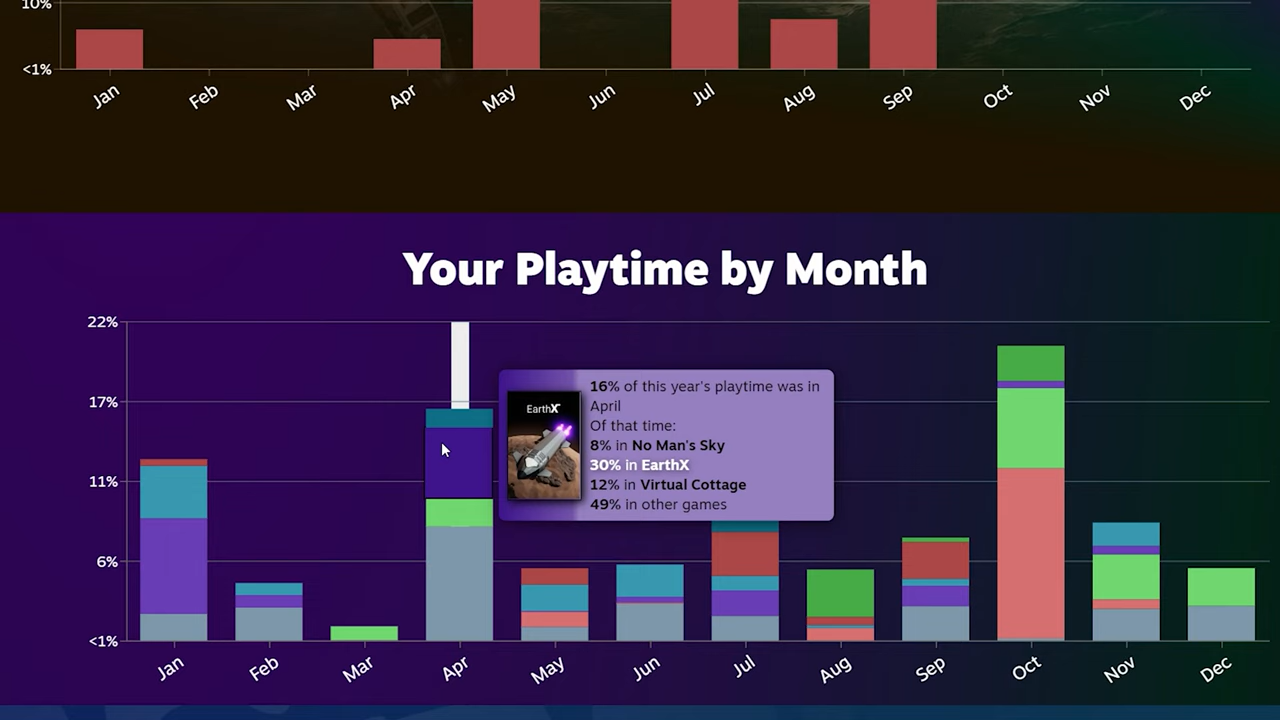 10%
<1%
Jan Feb Mar Apr May Jun Jul Aug Sep Oct Nov Dec
Your Playtime by Month
22%
17%
11%
6%
<1%
EarthX
16% of this year's playtime was in
April
Of that time:
8% in No Man's Sky
30% in EarthX
12% in Virtual Cottage
49% in other games
Jan Feb Mar Apr May Jun Jul Aug Sep Oct Nov Dec